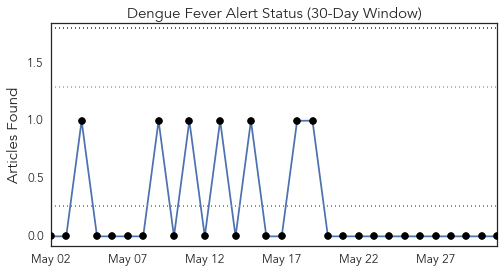 Dengue Fever Alert Status (30-Day Window)
Articles Found
1.5
1.0
0.5
0.0
May 02 May 07 May 12 May 17 May 22 May 27